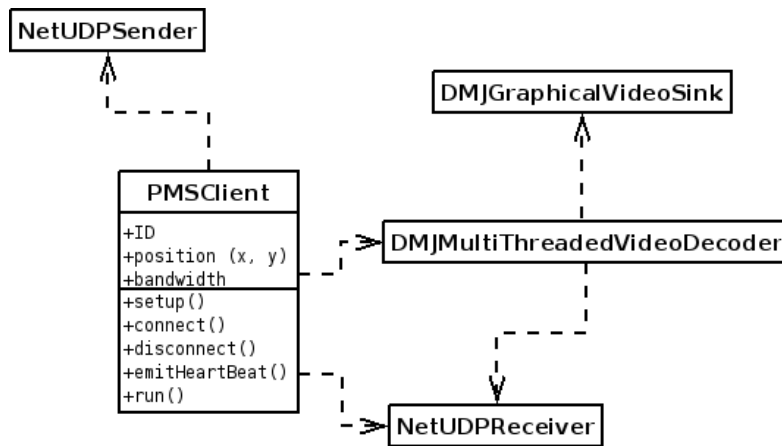 NetUDPSender
DMJGraphicalVideoSink
PMSClient
+ID
+position (x, y)
+bandwidth
+setup()
+connect()
+disconnect()
+emitHeartBeat()
+run()
DMJMultiThreadedVideoDecoder
NetUDPReceiver